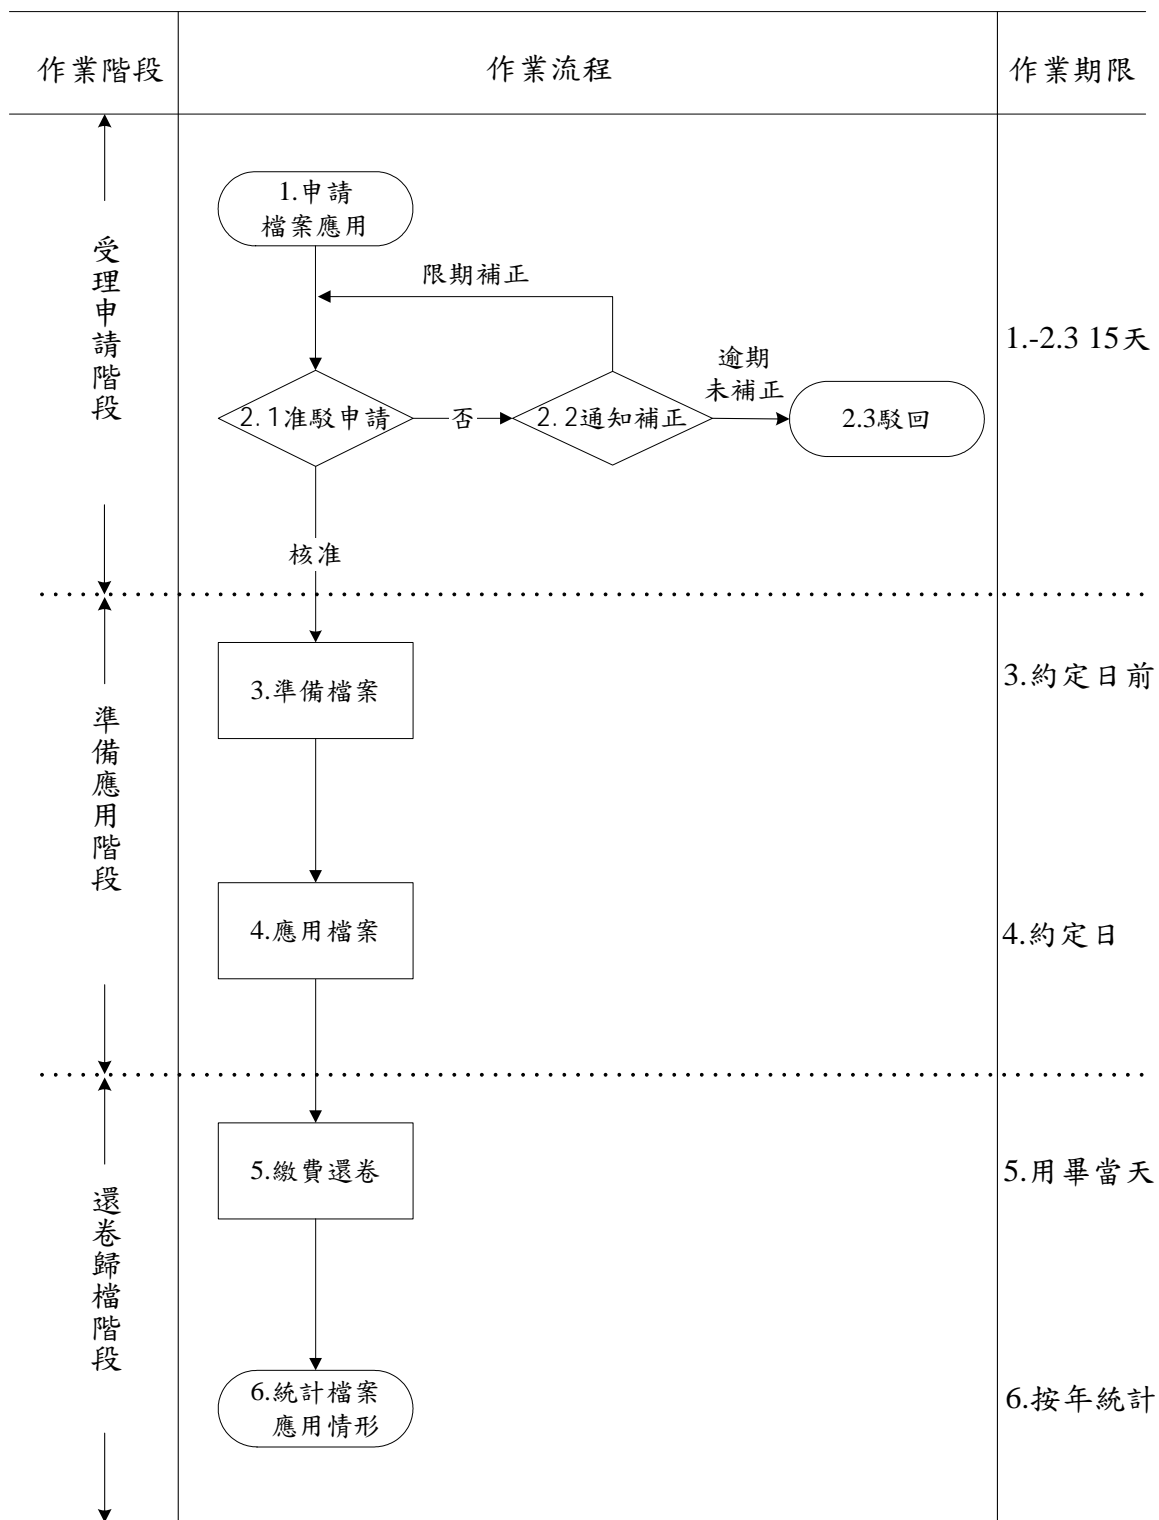 作業階段
作業流程
作業期限
受理申請階段
1.申請
檔案應用
限期補正
2.1准駁申請
否
2.2通知補正
逾期
未補正
2.3駁回
核准
1.-2.3 15天
準備應用階段
3.準備檔案
3.約定日前
4.應用檔案
4.約定日
還卷歸檔階段
5.繳費還卷
5.用畢當天
6.統計檔案
應用情形
6.按年統計